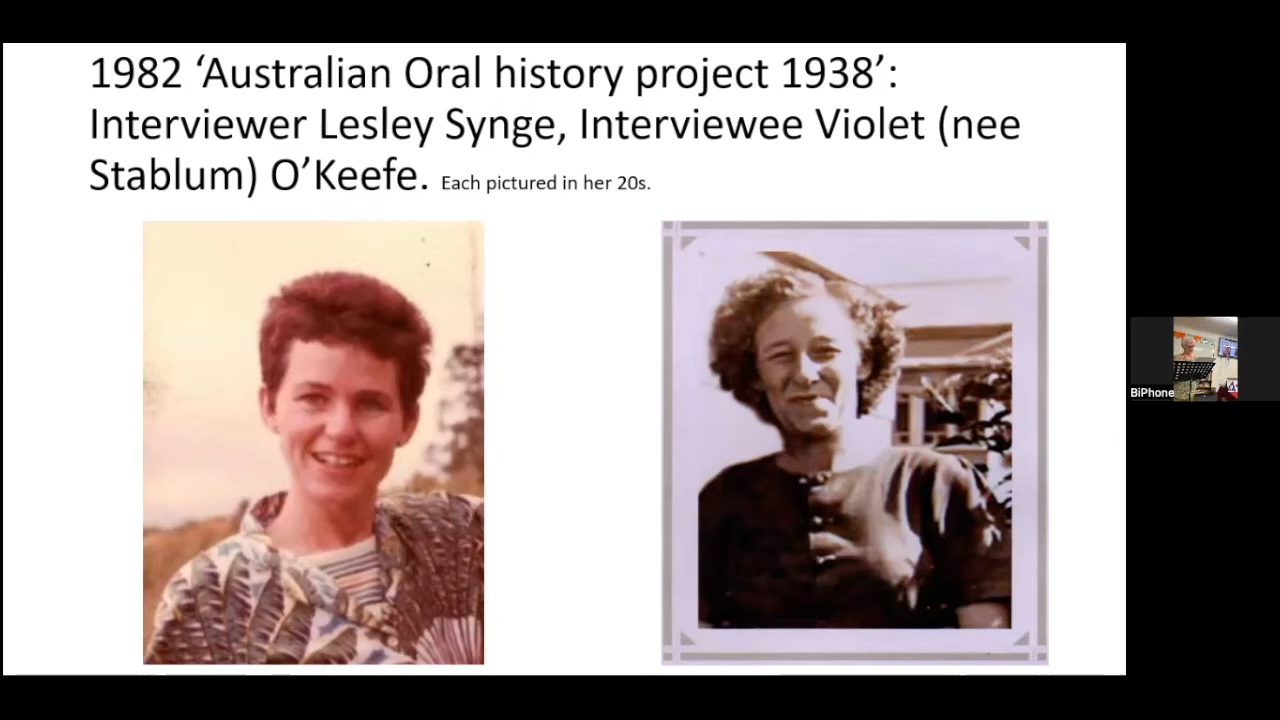 1982 ‘Australian Oral history project 1938’:
Interviewer Lesley Synge, Interviewee Violet (nee
Stablum) O’Keefe. Each pictured in her 20s.
BiPhone